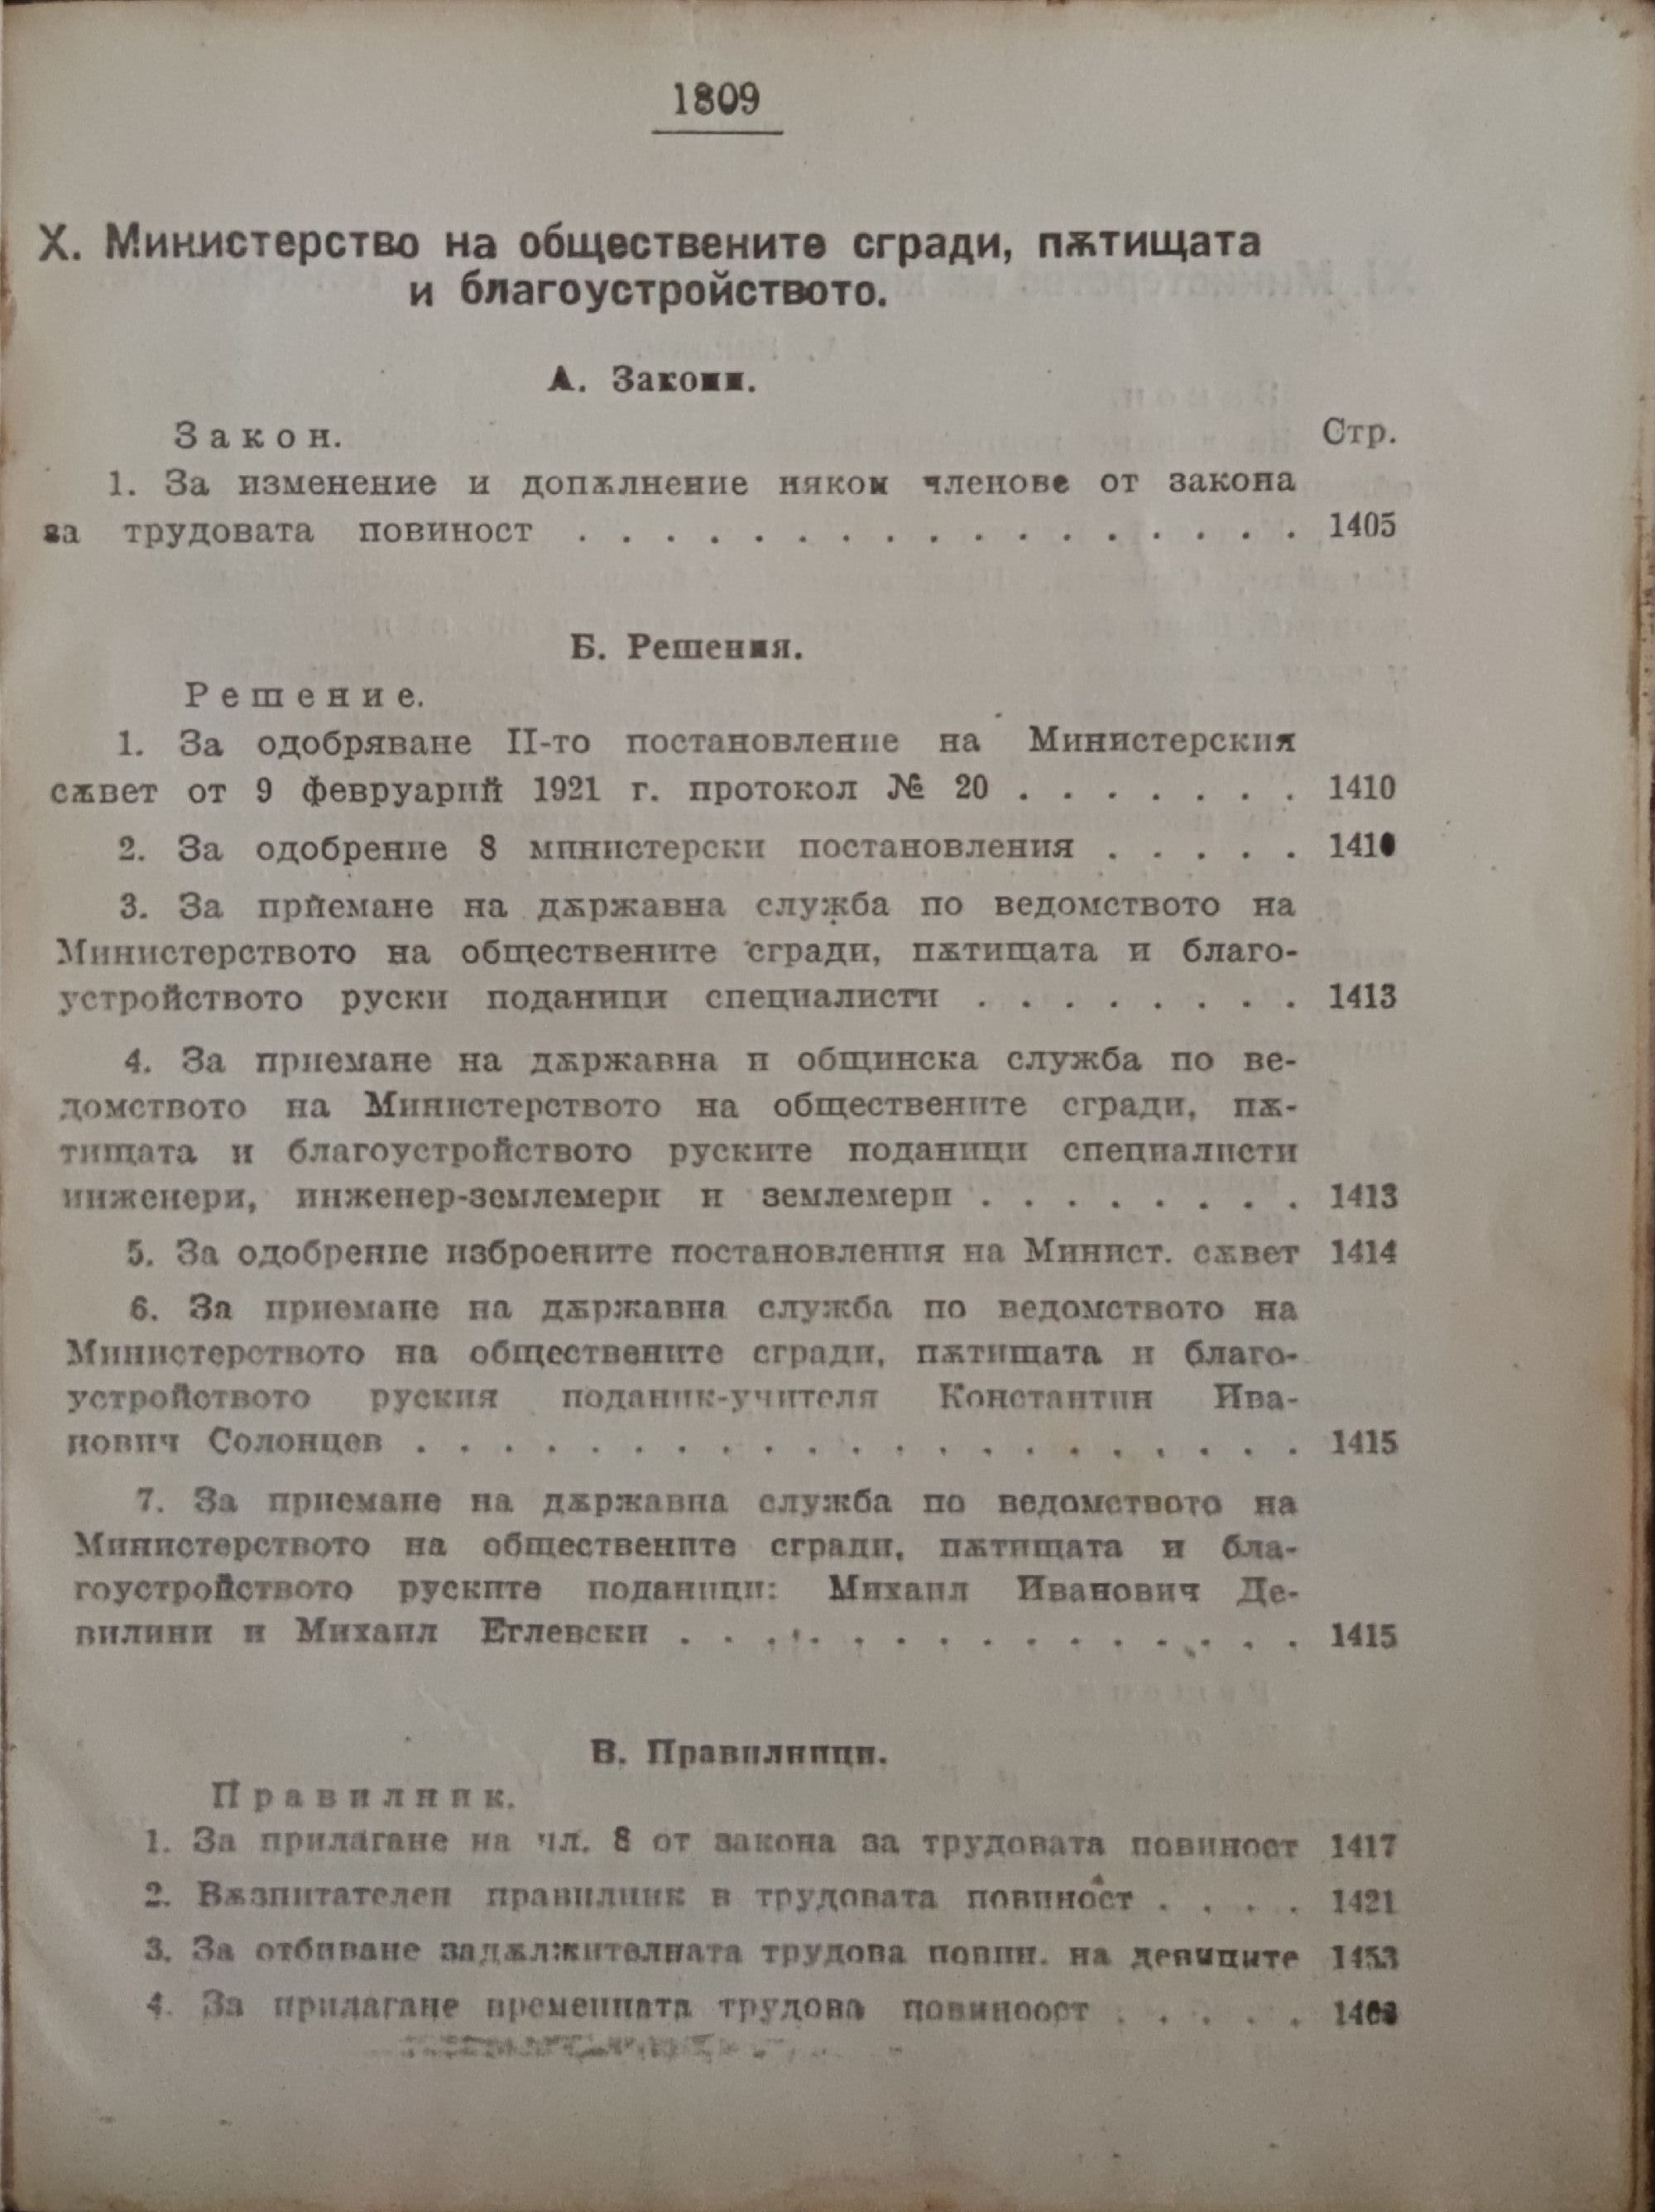 1809
X. Министерство на обществените сгради, пѫтищата
и благоустройството.
А. Закони.
Закон.
Стр.
1. За изменение и допѫлнение някои членове от закона
за трудовата повиност . . . . . . . . . . . . . . . . . 1405
Б. Решения.
Решение.
1. За одобряване II-то постановление на Министерския
сѫвет от 9 февруарий 1921 г. протокол № 20 . . . . . . . 1410
2. За одобрение 8 министерски постановления . . . . . 1410
3. За приемане на дѫржавна служба по ведомството на
Министерството на обществените сгради, пѫтищата и благо-
устройството руски поданици специалисти . . . . . . . . 1413
4. За приемане на дѫржавна и общинска служба по ве-
домството на Министерството на обществените сгради, пѫ-
тищата и благоустройството руските поданици специалисти
инженери, инженер-землемери и землемери . . . . . . . . 1413
5. За одобрение изброените постановления на Минист. сѫвет 1414
6. За приемане на дѫржавна служба по ведомството на
Министерството на обществените сгради, пѫтищата и благо-
устройството руския поданик-учителя Константин Ива-
нович Солонцев . . . . . . . . . . . . . . . . . . . . . 1415
7. За приемане на дѫржавна служба по ведомството на
Министерството на обществените сгради, пѫтищата и бла-
гоустройството руските поданици: Михаил Иванович Де-
вилини и Михаил Еглевски . . . . . . . . . . . . . . . 1415
В. Правилници.
Правилник.
1. За прилагане на чл. 8 от закона за трудовата повиност 1417
2. Вѫзпитателен правилник в трудовата повиност . . . . 1421
3. За отбиване задѫлжителната трудова повин. на девиците 1453
4. За прилагане временната трудова повиноост . . . . .